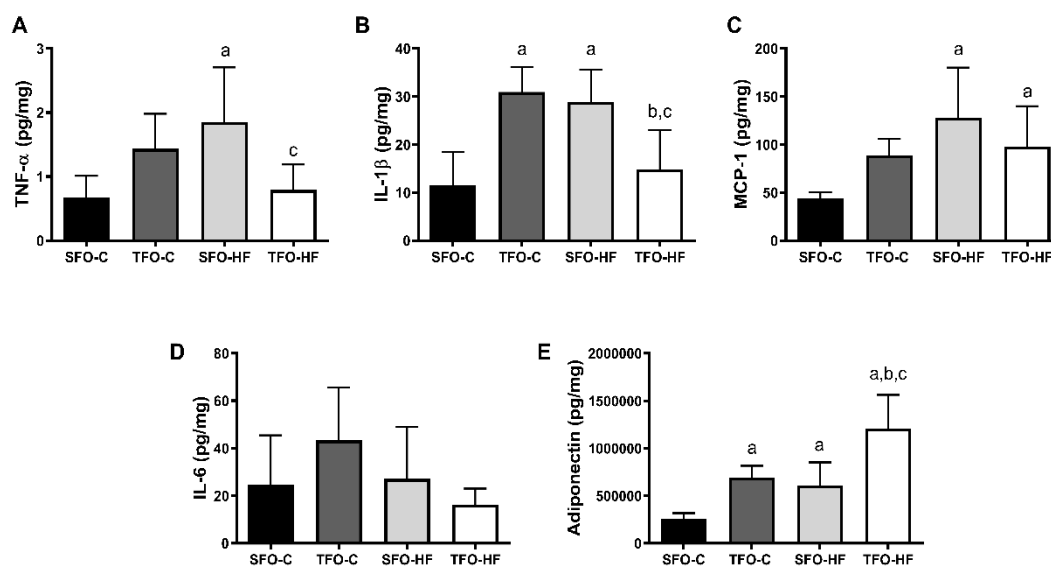 A
TNF-α (pg/mg)
3
2
1
0
a
c
SFO-C TFO-C SFO-HF TFO-HF
B
IL-1β (pg/mg)
40
30
20
10
0
a
a
b,c
SFO-C TFO-C SFO-HF TFO-HF
C
MCP-1 (pg/mg)
200
150
100
50
0
a
a
SFO-C TFO-C SFO-HF TFO-HF
D
IL-6 (pg/mg)
80
60
40
20
0
SFO-C TFO-C SFO-HF TFO-HF
E
Adiponectin (pg/mg)
2000000
1500000
1000000
500000
0
a
a
a,b,c
SFO-C TFO-C SFO-HF TFO-HF